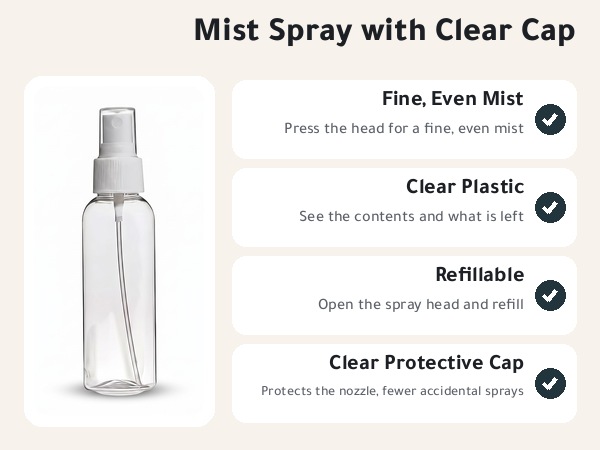 Mist Spray with Clear Cap
Fine, Even Mist
Press the head for a fine, even mist
Clear Plastic
See the contents and what is left
Refillable
Open the spray head and refill
Clear Protective Cap
Protects the nozzle, fewer accidental sprays